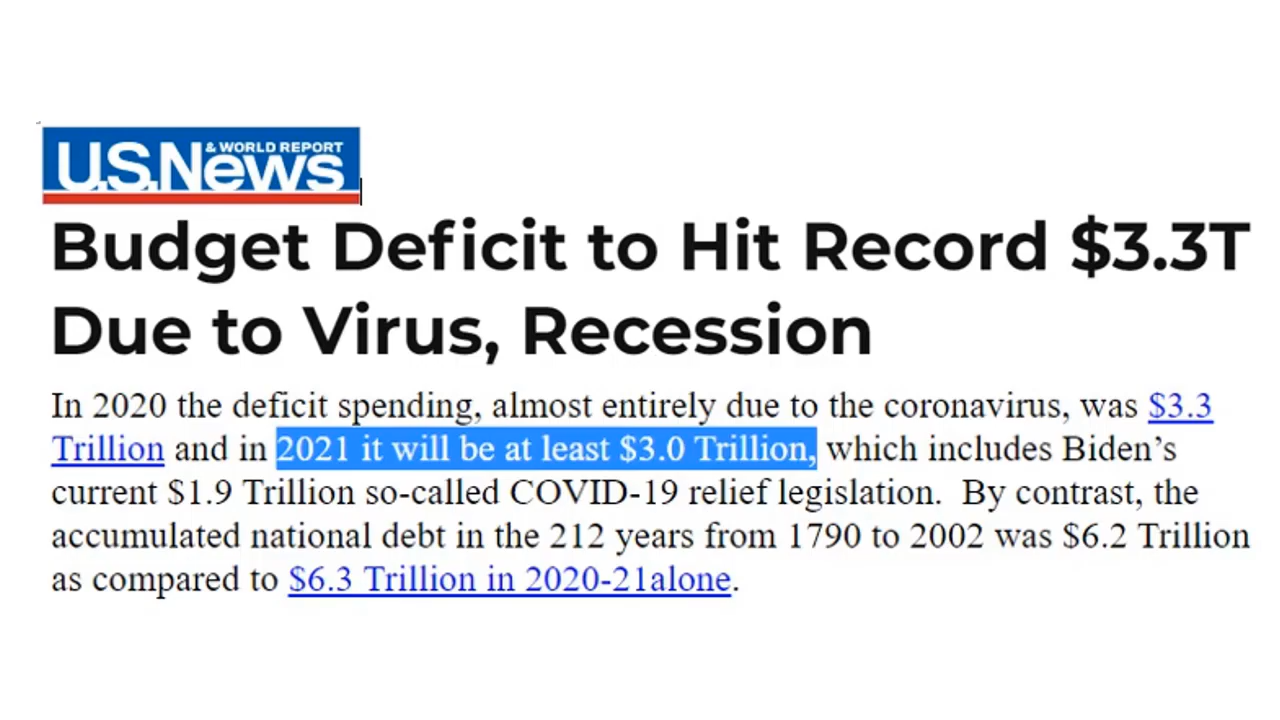 U.S. News & WORLD REPORT
Budget Deficit to Hit Record $3.3T
Due to Virus, Recession
In 2020 the deficit spending, almost entirely due to the coronavirus, was $3.3
Trillion and in 2021 it will be at least $3.0 Trillion, which includes Biden’s
current $1.9 Trillion so-called COVID-19 relief legislation.  By contrast, the
accumulated national debt in the 212 years from 1790 to 2002 was $6.2 Trillion
as compared to $6.3 Trillion in 2020-21alone.